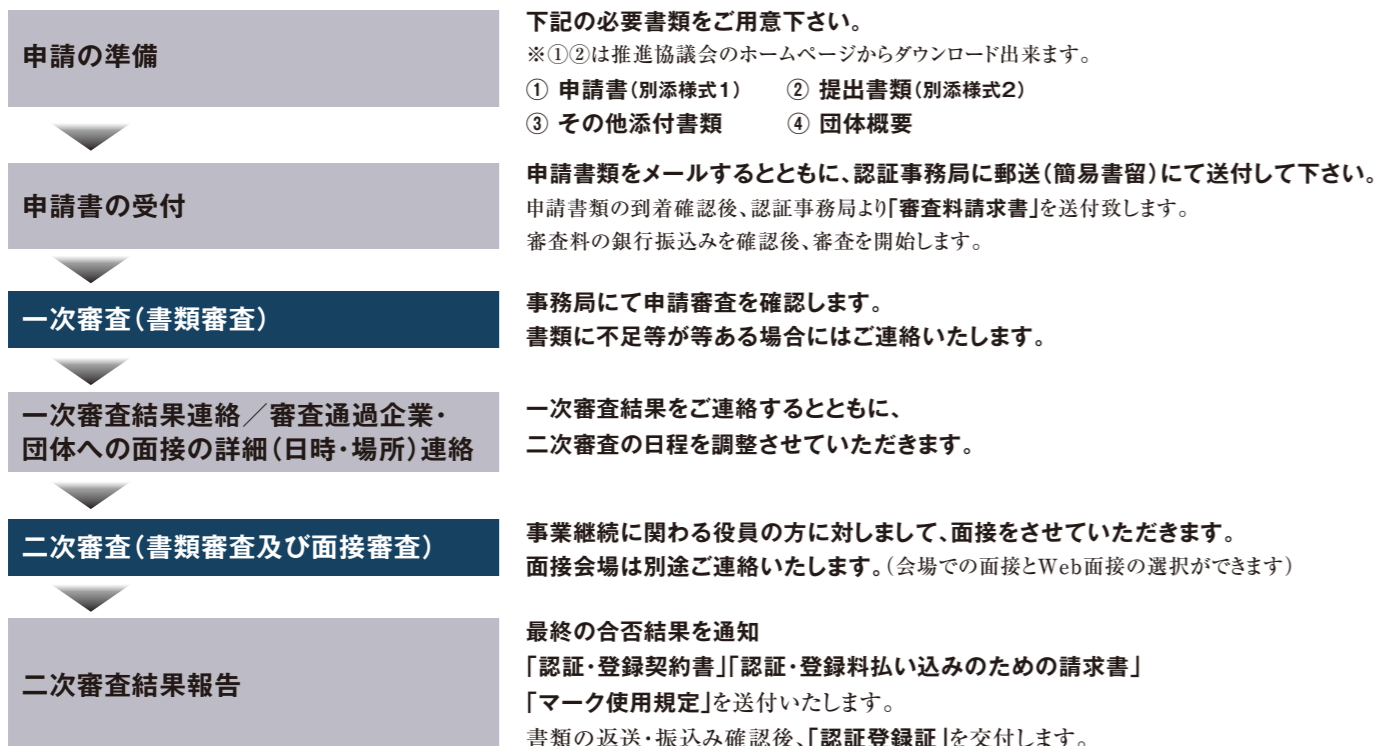 申請の準備
下記の必要書類をご用意下さい。
※①②は推進協議会のホームページからダウンロード出来ます。
① 申請書(別添様式1) ② 提出書類(別添様式2)
③ その他添付書類 ④ 団体概要
申請書の受付
申請書類をメールするとともに、認証事務局に郵送(簡易書留)にて送付して下さい。
申請書類の到着確認後、認証事務局より「審査料請求書」を送付致します。
審査料の銀行振込みを確認後、審査を開始します。
一次審査(書類審査)
事務局にて申請審査を確認します。
書類に不足等が等ある場合にはご連絡いたします。
一次審査結果連絡／審査通過企業・
団体への面接の詳細(日時・場所)連絡
一次審査結果をご連絡するとともに、
二次審査の日程を調整させていただきます。
二次審査(書類審査及び面接審査)
事業継続に関わる役員の方に対しまして、面接をさせていただきます。
面接会場は別途ご連絡いたします。(会場での面接とWeb面接の選択ができます)
二次審査結果報告
最終の合否結果を通知
「認証・登録契約書」「認証・登録料払い込みのための請求書」
「マーク使用規定」を送付いたします。
書類の返送・振込み確認後、「認証登録証」を交付します。